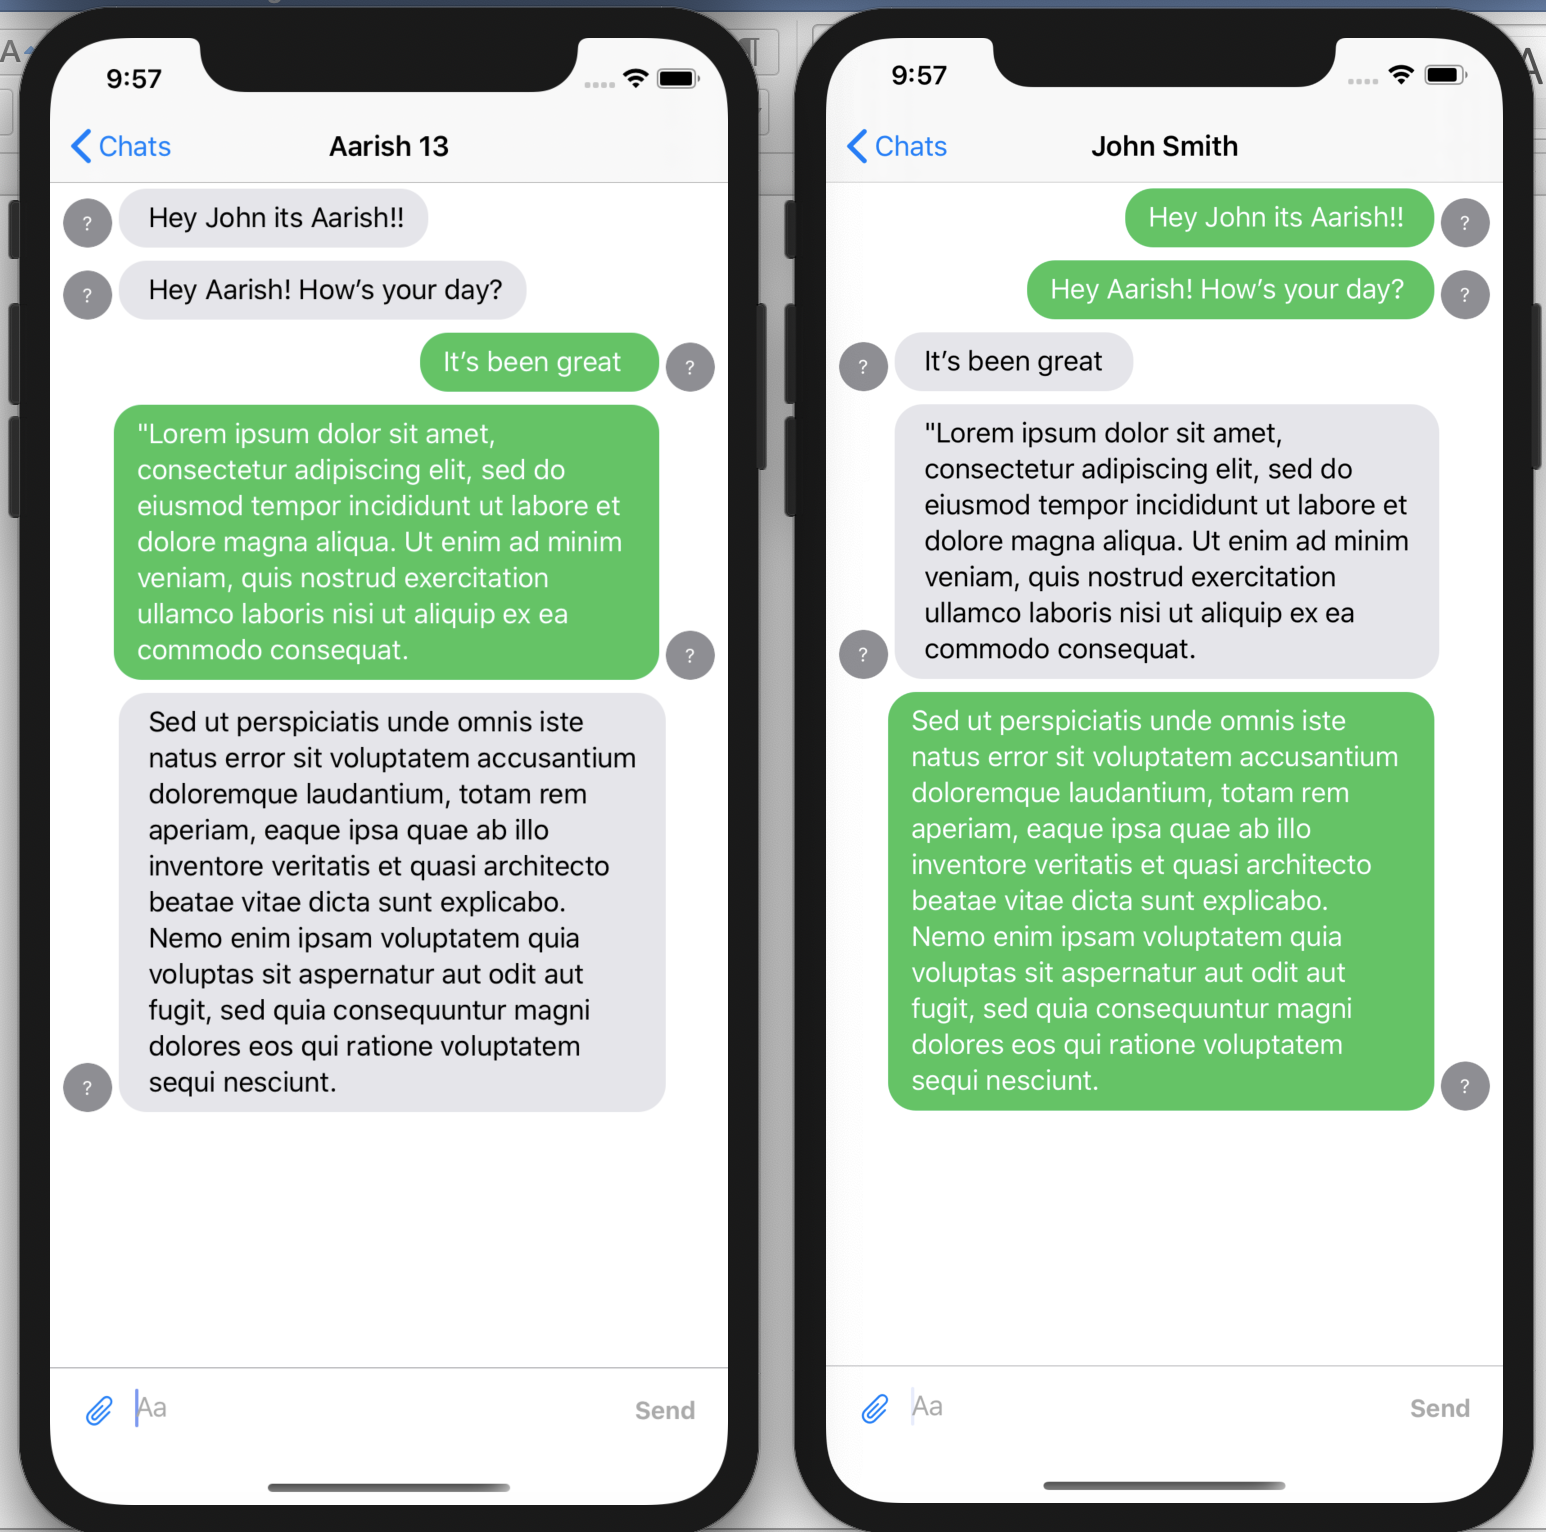 A
9:57
Chats
Aarish 13
?
Hey John its Aarish!!
?
Hey Aarish! How’s your day?
It’s been great
?
"Lorem ipsum dolor sit amet,
consectetur adipiscing elit, sed do
eiusmod tempor incididunt ut labore et
dolore magna aliqua. Ut enim ad minim
veniam, quis nostrud exercitation
ullamco laboris nisi ut aliquip ex ea
commodo consequat.
?
Sed ut perspiciatis unde omnis iste
natus error sit voluptatem accusantium
doloremque laudantium, totam rem
aperiam, eaque ipsa quae ab illo
inventore veritatis et quasi architecto
beatae vitae dicta sunt explicabo.
Nemo enim ipsam voluptatem quia
voluptas sit aspernatur aut odit aut
fugit, sed quia consequuntur magni
dolores eos qui ratione voluptatem
sequi nesciunt.
?
Aa
Send
9:57
A
Chats
John Smith
Hey John its Aarish!!
?
Hey Aarish! How’s your day?
?
It’s been great
?
"Lorem ipsum dolor sit amet,
consectetur adipiscing elit, sed do
eiusmod tempor incididunt ut labore et
dolore magna aliqua. Ut enim ad minim
veniam, quis nostrud exercitation
ullamco laboris nisi ut aliquip ex ea
commodo consequat.
?
Sed ut perspiciatis unde omnis iste
natus error sit voluptatem accusantium
doloremque laudantium, totam rem
aperiam, eaque ipsa quae ab illo
inventore veritatis et quasi architecto
beatae vitae dicta sunt explicabo.
Nemo enim ipsam voluptatem quia
voluptas sit aspernatur aut odit aut
fugit, sed quia consequuntur magni
dolores eos qui ratione voluptatem
sequi nesciunt.
?
Aa
Send